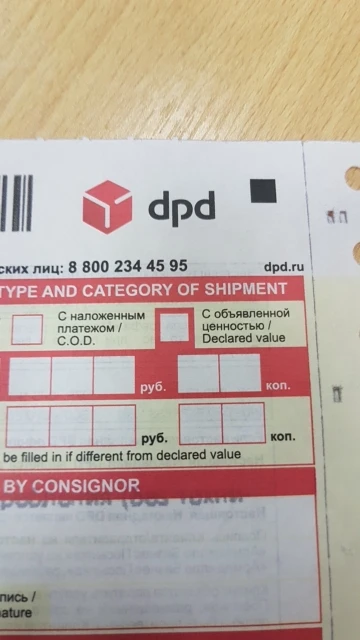 dpd
ских лиц: 8 800 234 45 95 dpd.ru
TYPE AND CATEGORY OF SHIPMENT
С наложенным
платежом /
C.O.D.
С объявленной
ценностью /
Declared value
руб. коп.
руб. коп.
be filled in if different from declared value
BY CONSIGNOR
пись /
ature